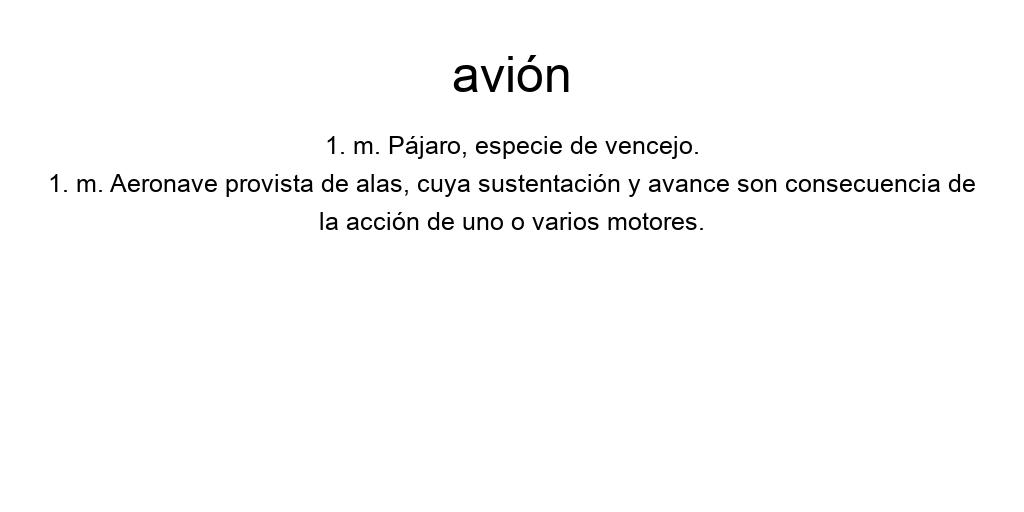 avión
1. m. Pájaro, especie de vencejo.
1. m. Aeronave provista de alas, cuya sustentación y avance son consecuencia de
la acción de uno o varios motores.